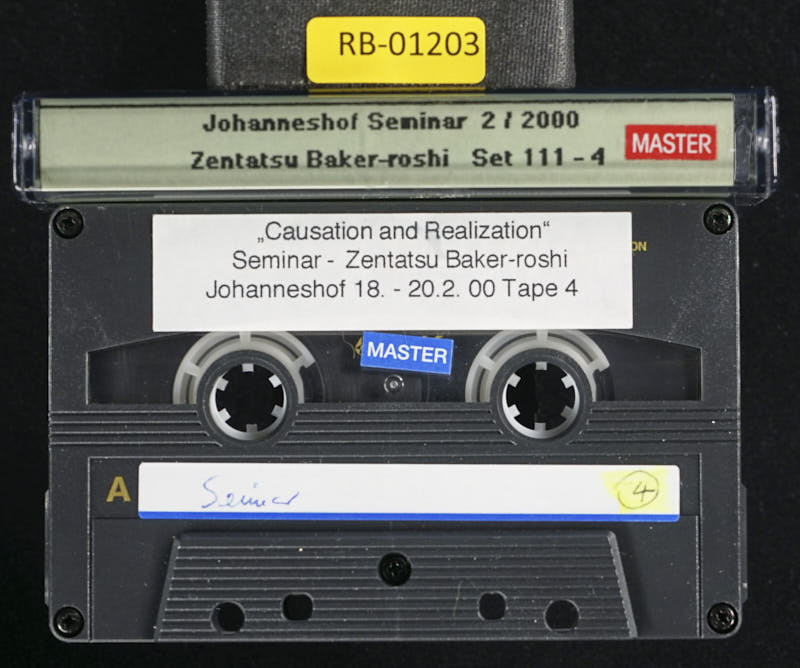 RB-01203
Johanneshof Seminar 2 / 2000
Zentatsu Baker-roshi Set 111 - 4
MASTER
„Causation and Realization“
Seminar - Zentatsu Baker-roshi
Johanneshof 18. - 20.2. 00 Tape 4
ON
MASTER
A
4